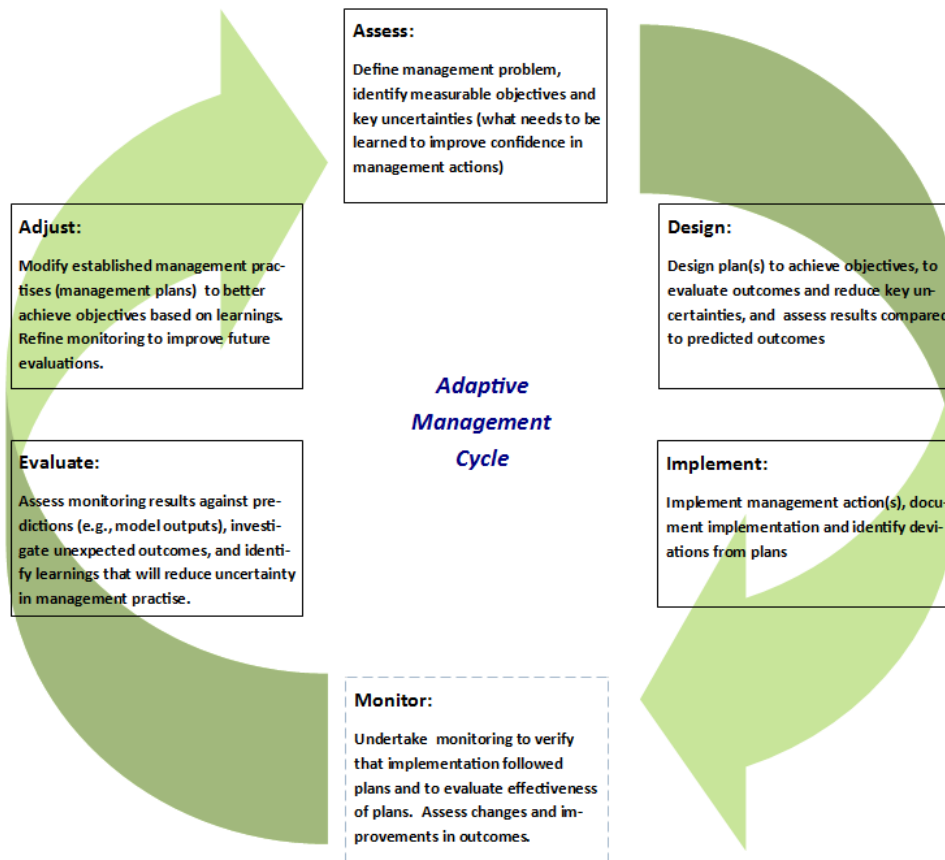 Assess:
Define management problem,
identify measurable objectives and
key uncertainties (what needs to be
learned to improve confidence in
management actions)
Design:
Design plan(s) to achieve objectives, to
evaluate outcomes and reduce key un-
certainties, and assess results compared
to predicted outcomes
Implement:
Implement management action(s), docu-
ment implementation and identify devi-
ations from plans
Monitor:
Undertake monitoring to verify
that implementation followed
plans and to evaluate effectiveness
of plans. Assess changes and im-
provements in outcomes.
Evaluate:
Assess monitoring results against pre-
dictions (e.g., model outputs), investi-
gate unexpected outcomes, and identi-
fy learnings that will reduce uncertainty
in management practise.
Adjust:
Modify established management prac-
tises (management plans) to better
achieve objectives based on learnings.
Refine monitoring to improve future
evaluations.
Adaptive
Management
Cycle